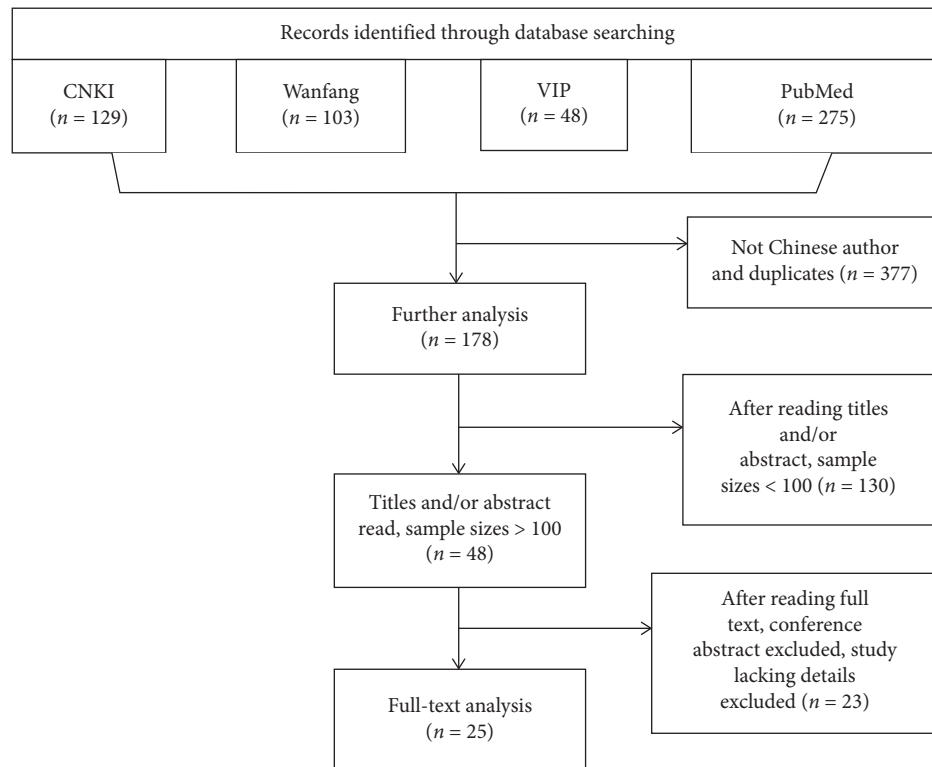 Records identified through database searching
CNKI
(n = 129)
Wanfang
(n = 103)
VIP
(n = 48)
PubMed
(n = 275)
Not Chinese author
and duplicates (n = 377)
Further analysis
(n = 178)
After reading titles
and/or
abstract, sample
sizes < 100 (n = 130)
Titles and/or abstract
read, sample sizes > 100
(n = 48)
After reading full
text, conference
abstract excluded, study
lacking details
excluded (n = 23)
Full-text analysis
(n = 25)